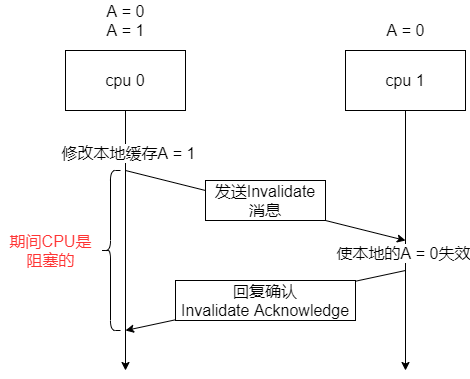 A = 0
A = 1
A = 0
cpu 0
cpu 1
修改本地缓存A = 1
发送Invalidate
消息
期间CPU是
阻塞的
使本地的A = 0失效
回复确认
Invalidate Acknowledge